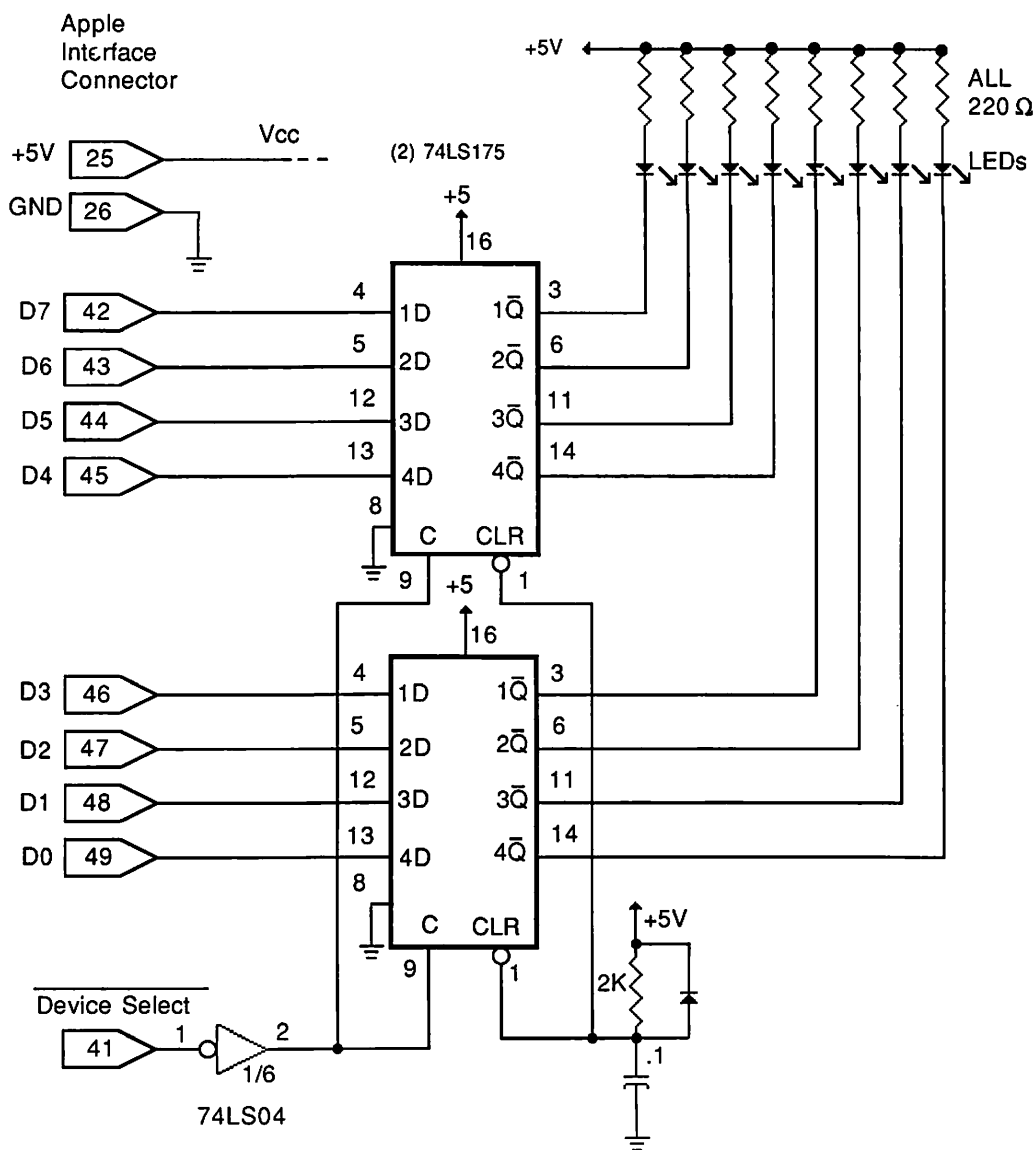 Apple
Interface
Connector
+5V
ALL
220 Ω
LEDs
+5V 25 Vcc
GND 26
(2) 74LS175
+5
16
D7 42 4 1D 1Q̅ 3
D6 43 5 2D 2Q̅ 6
D5 44 12 3D 3Q̅ 11
D4 45 13 4D 4Q̅ 14
8
C CLR
9 1
+5
16
D3 46 4 1D 1Q̅ 3
D2 47 5 2D 2Q̅ 6
D1 48 12 3D 3Q̅ 11
D0 49 13 4D 4Q̅ 14
8
C CLR
9 1
+5V
2K
.1
Device Select
41 1 2
1/6
74LS04